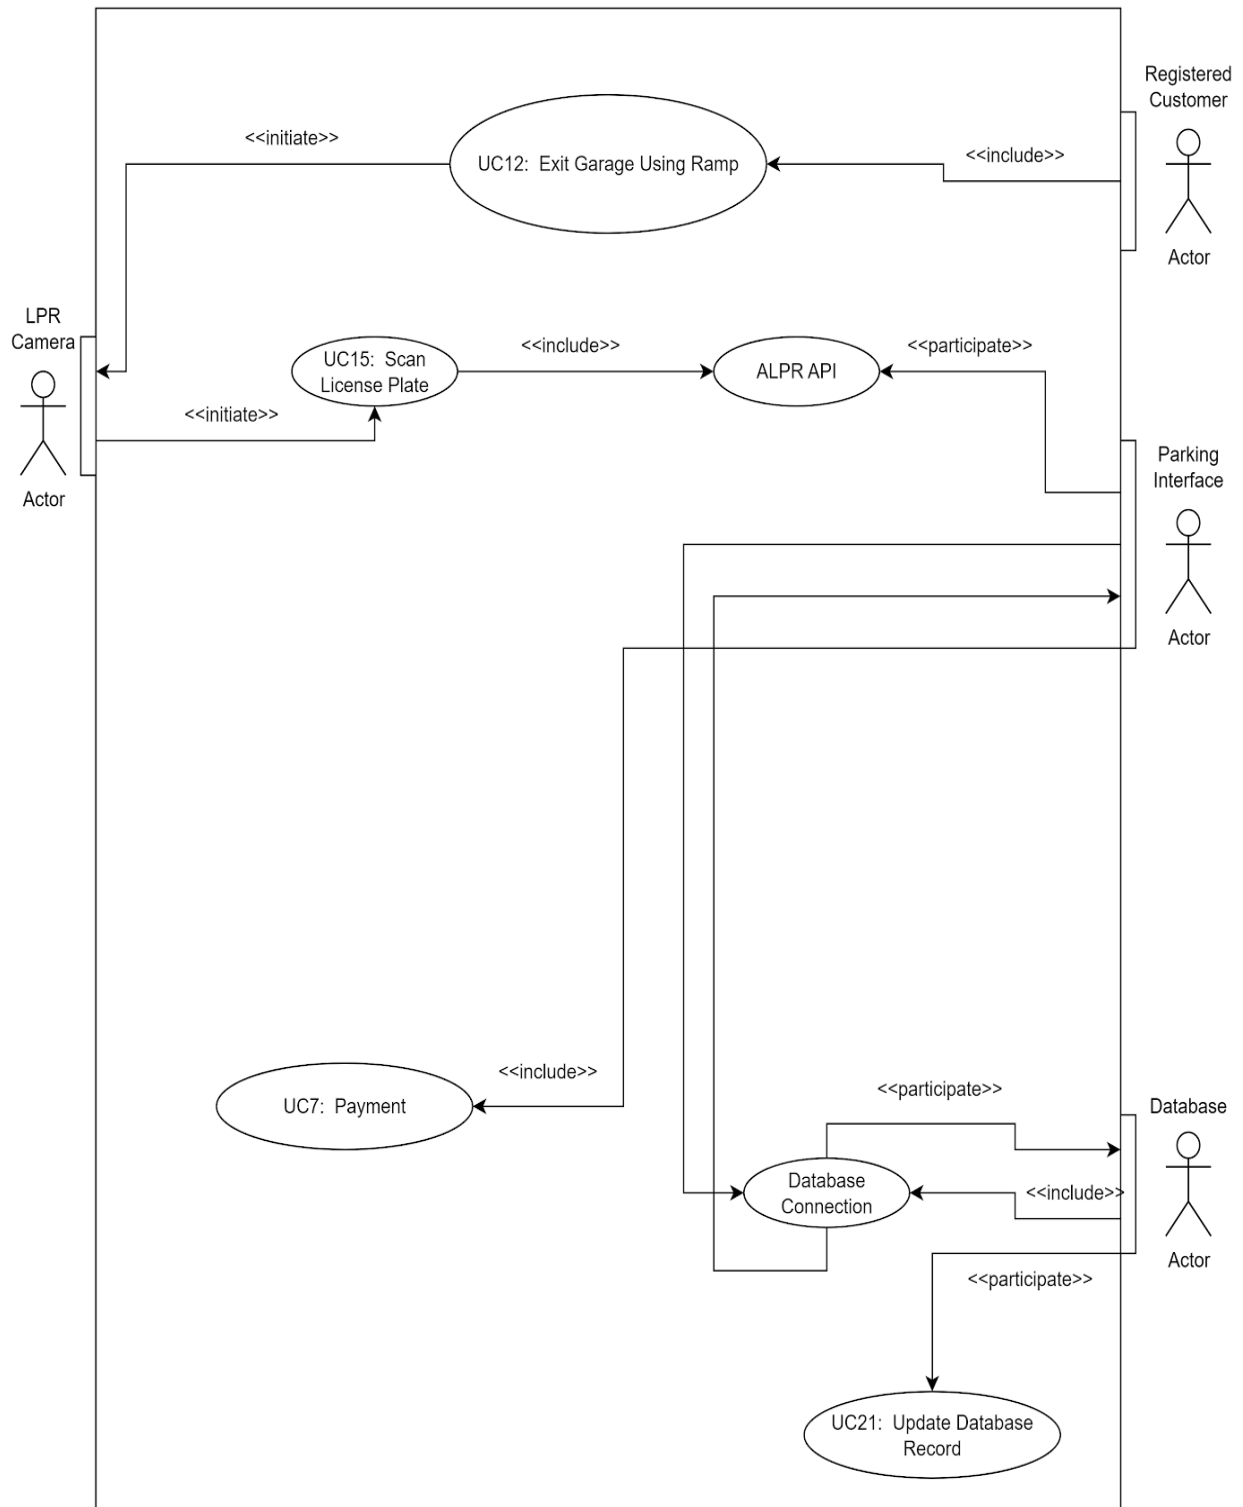 Registered
Customer
<<initiate>>
<<include>>
UC12:  Exit Garage Using Ramp
Actor
LPR
Camera
<<include>>
<<participate>>
UC15:  Scan
License Plate
ALPR API
<<initiate>>
Actor
Parking
Interface
Actor
<<include>>
UC7:  Payment
<<participate>>
Database
Database
Connection
<<include>>
Actor
<<participate>>
UC21:  Update Database
Record